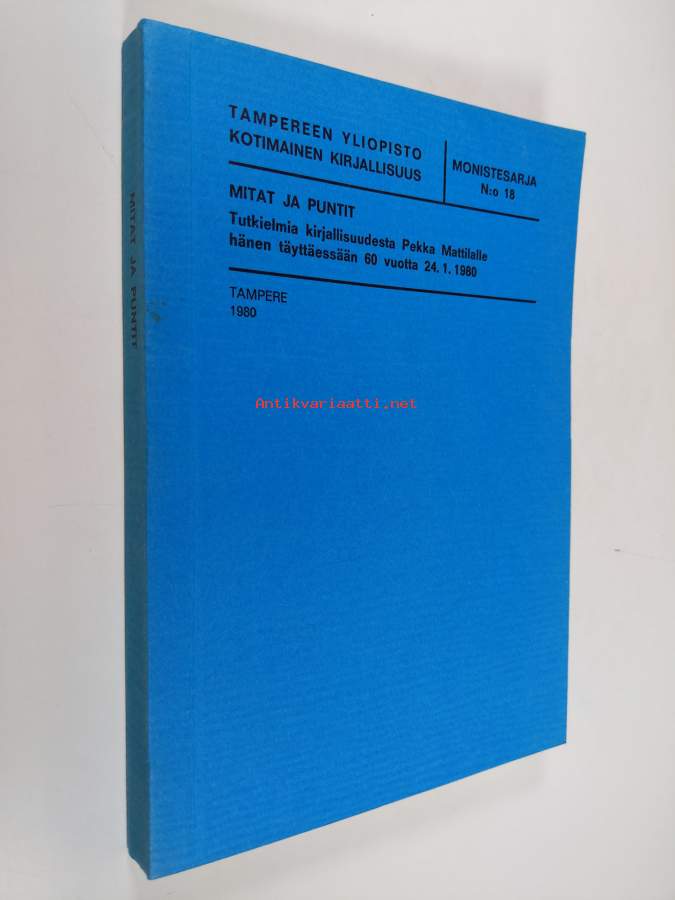 TAMPEREEN YLIOPISTO
KOTIMAINEN KIRJALLISUUS
MONISTESARJA
N:o 18
MITAT JA PUNTIT
Tutkielmia kirjallisuudesta Pekka Mattilalle
hänen täyttäessään 60 vuotta 24.1.1980
TAMPERE
1980
MITAT JA PUNTIT
Antikvariaatti.net